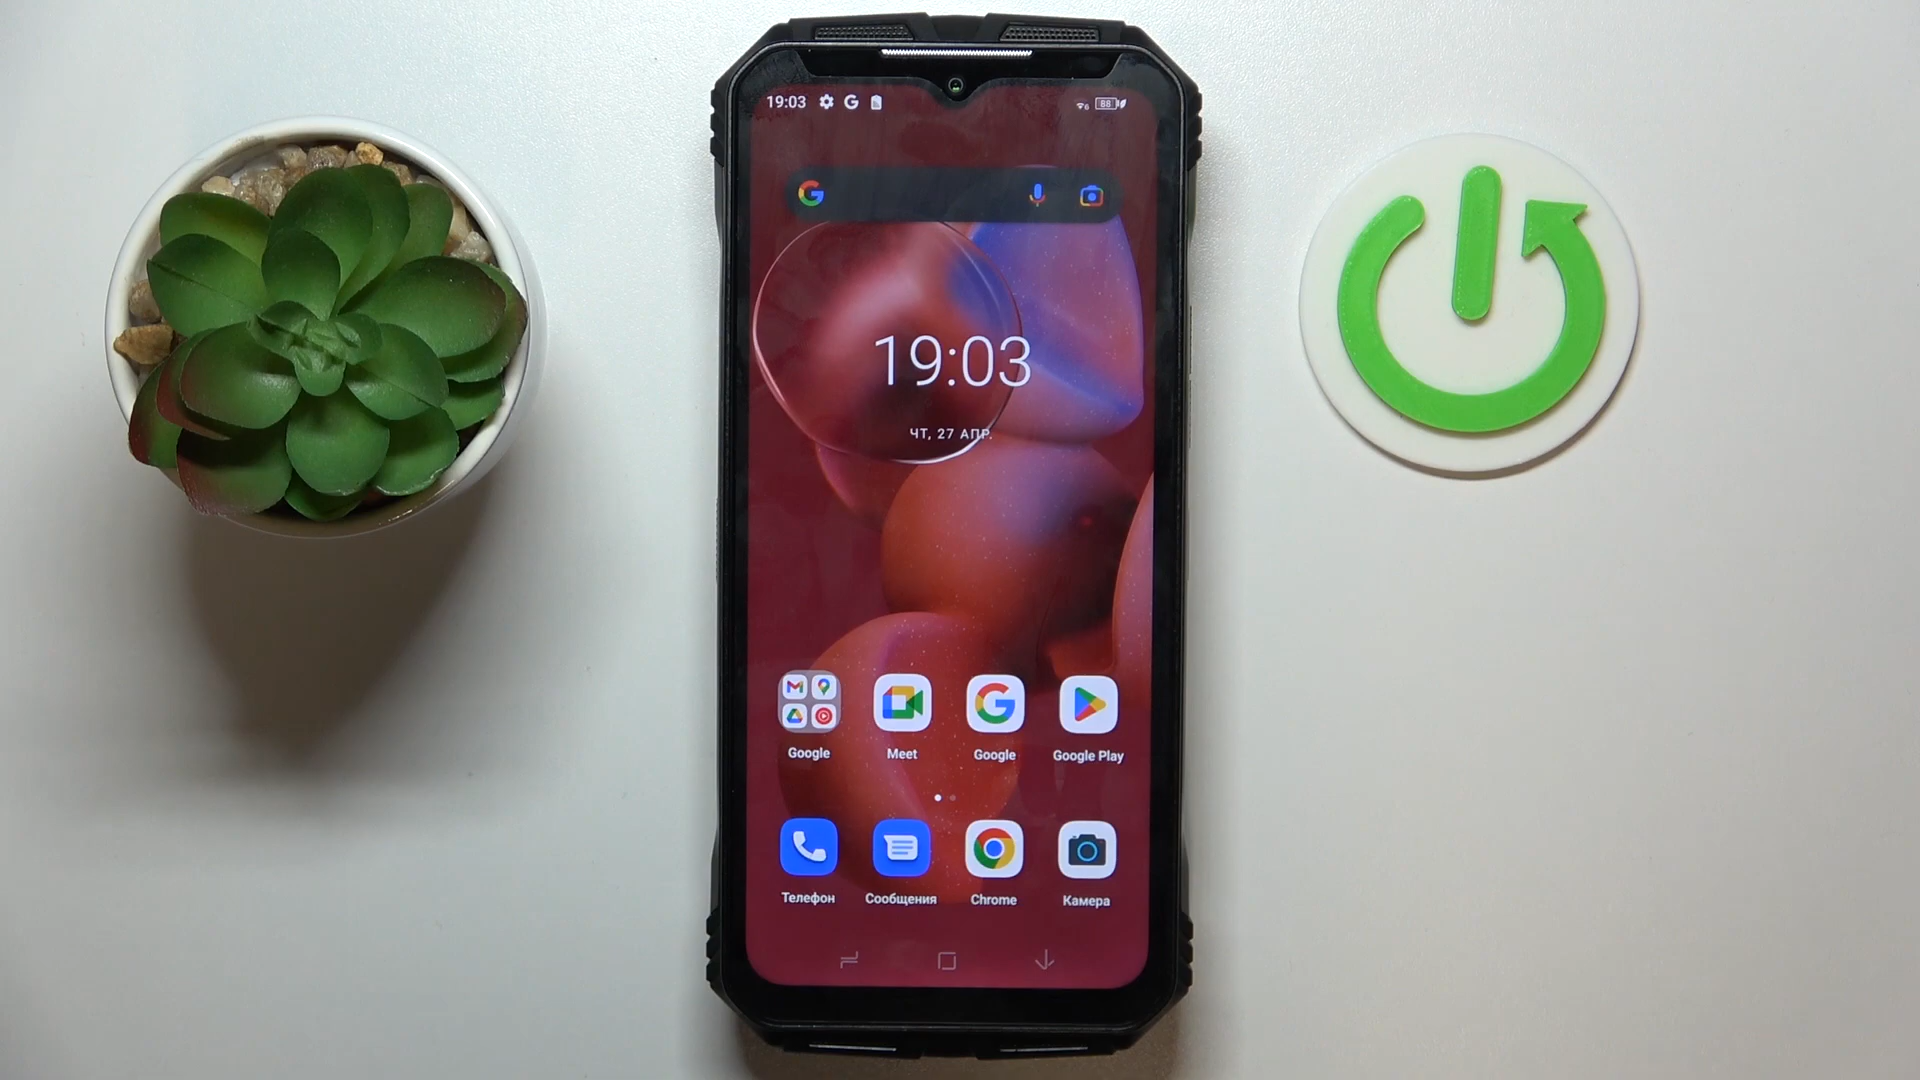 19:03
88
19:03
ЧТ, 27 АПР.
Google
Meet
Google
Google Play
Телефон
Сообщения
Chrome
Камера